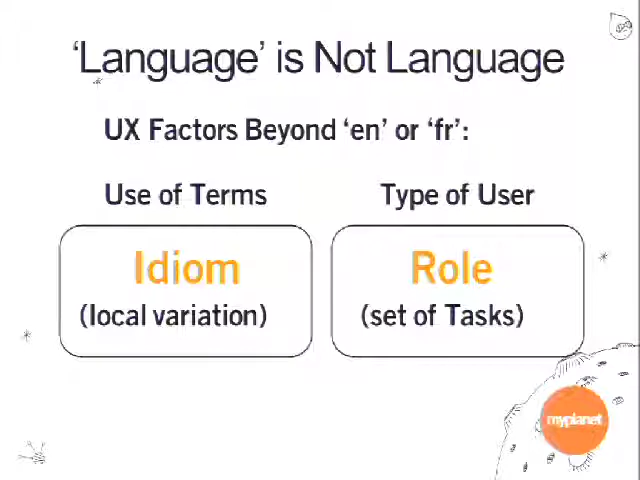 ‘Language’ is Not Language
UX Factors Beyond ‘en’ or ‘fr’:
Use of Terms
Type of User
Idiom
(local variation)
Role
(set of Tasks)
myplanet